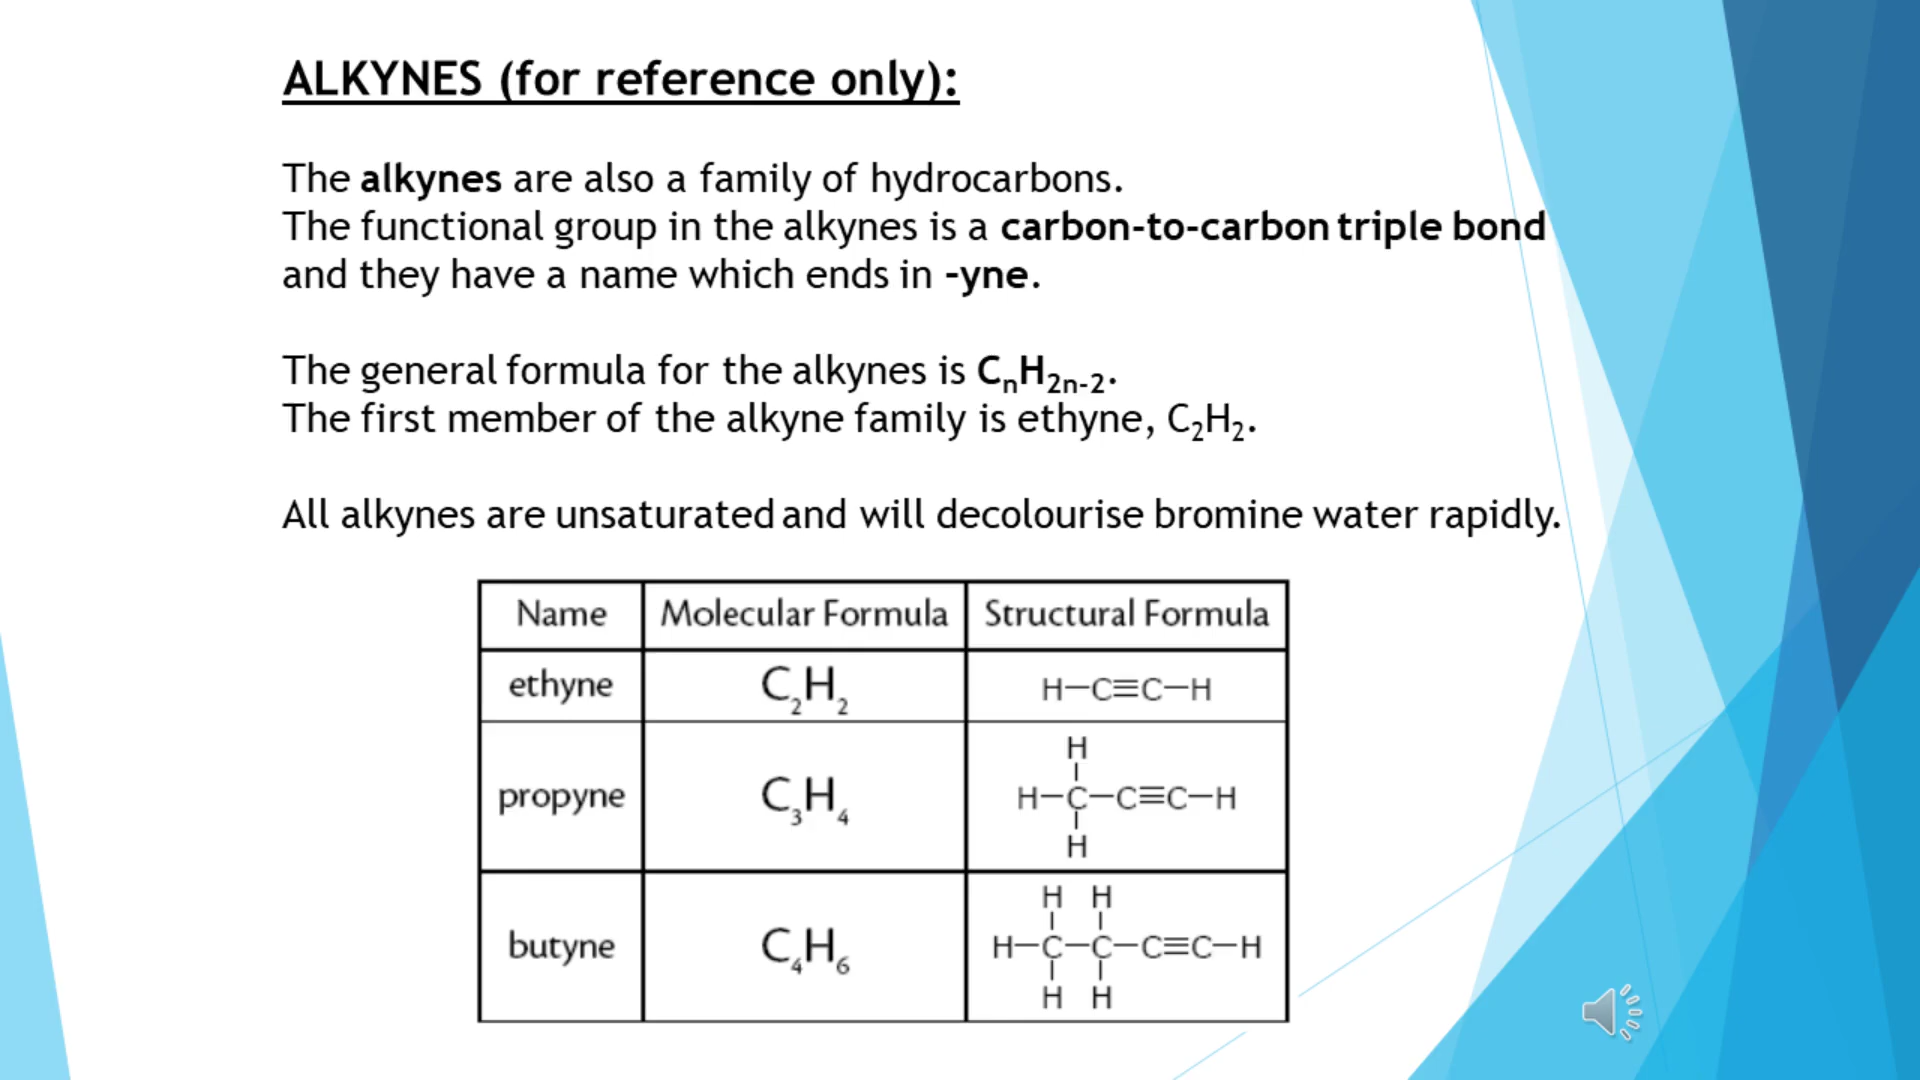 ALKYNES (for reference only):
The alkynes are also a family of hydrocarbons.
The functional group in the alkynes is a carbon-to-carbon triple bond
and they have a name which ends in -yne.
The general formula for the alkynes is CₙH₂ₙ₋₂.
The first member of the alkyne family is ethyne, C₂H₂.
All alkynes are unsaturated and will decolourise bromine water rapidly.
Name Molecular Formula Structural Formula
ethyne C₂H₂ H–C≡C–H
H
propyne C₃H₄ H–C–C≡C–H
H
H H
butyne C₄H₆ H–C–C–C≡C–H
H H